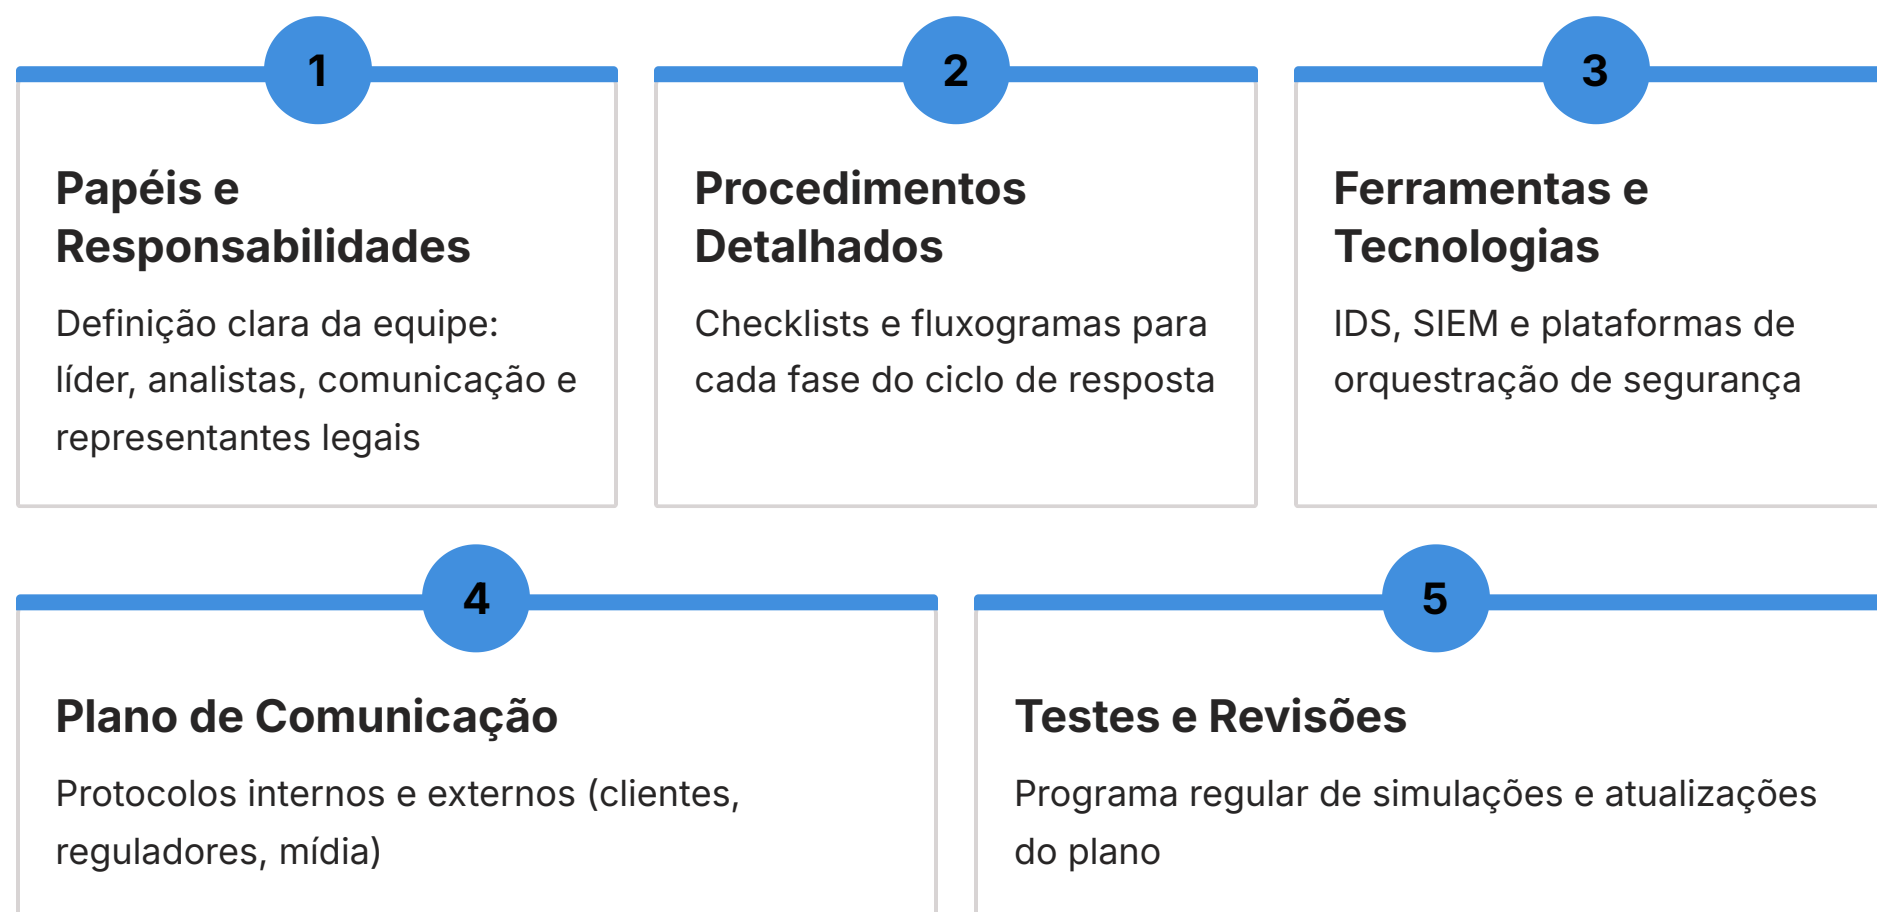 1
Papéis e
Responsabilidades
Definição clara da equipe:
líder, analistas, comunicação e
representantes legais
2
Procedimentos
Detalhados
Checklists e fluxogramas para
cada fase do ciclo de resposta
3
Ferramentas e
Tecnologias
IDS, SIEM e plataformas de
orquestração de segurança
4
Plano de Comunicação
Protocolos internos e externos (clientes,
reguladores, mídia)
5
Testes e Revisões
Programa regular de simulações e atualizações
do plano